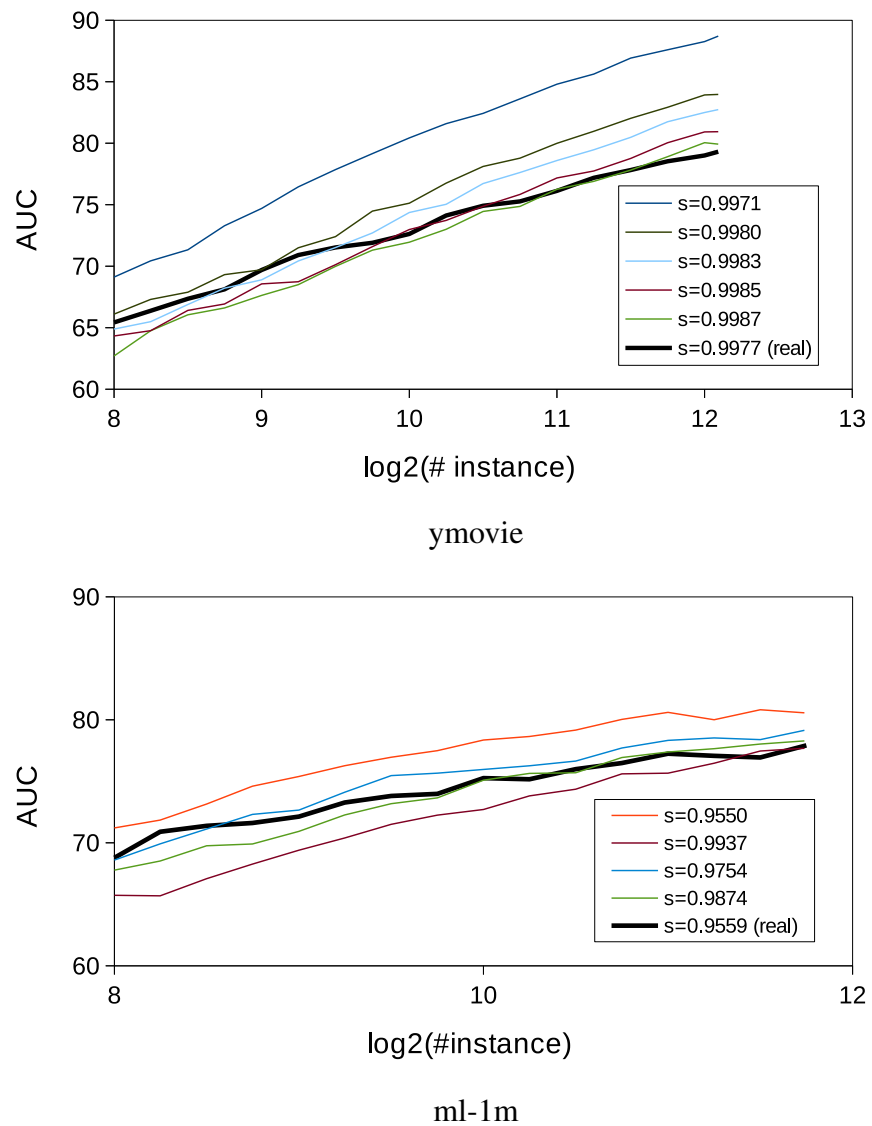 90
85
80
75
70
65
60
AUC
s=0.9971
s=0.9980
s=0.9983
s=0.9985
s=0.9987
s=0.9977 (real)
8 9 10 11 12 13
log2(# instance)
ymovie
90
80
70
60
AUC
s=0.9550
s=0.9937
s=0.9754
s=0.9874
s=0.9559 (real)
8 10 12
log2(#instance)
ml-1m